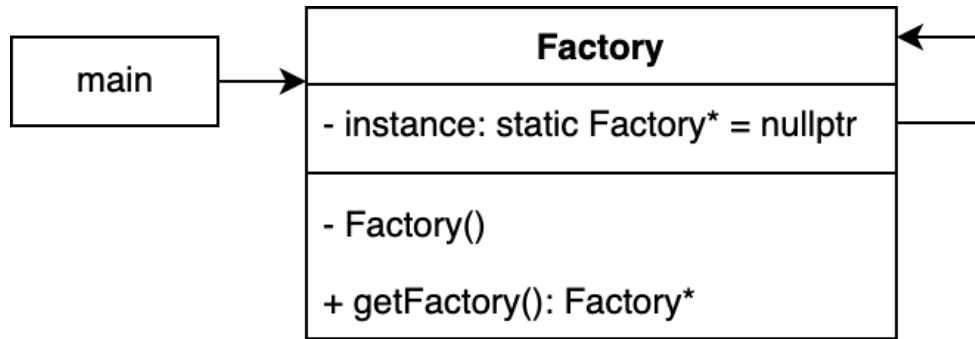 main
Factory
- instance: static Factory* = nullptr
- Factory()
+ getFactory(): Factory*